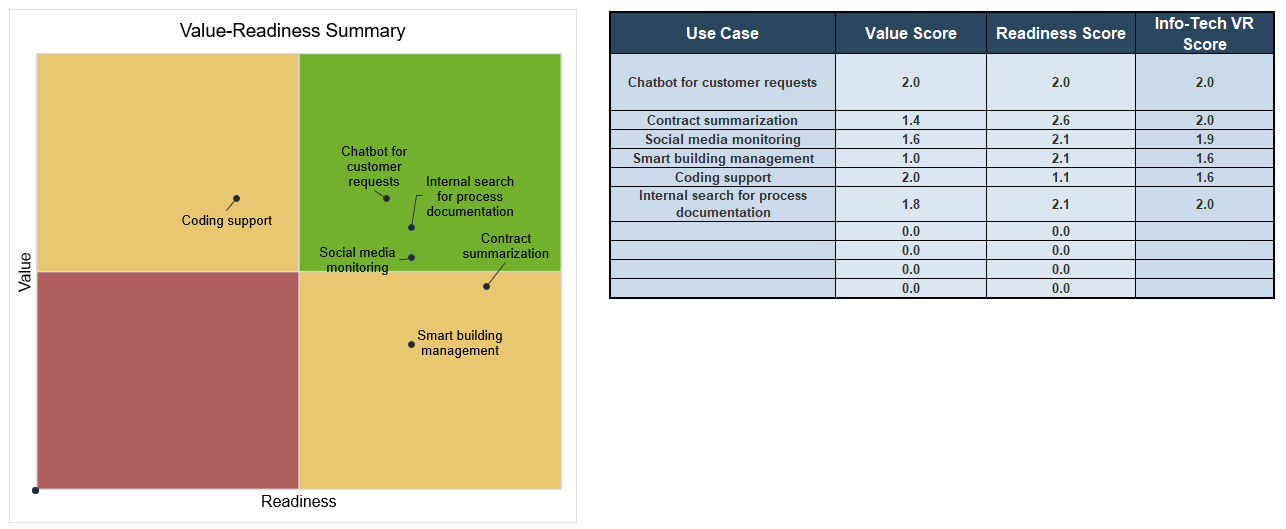 Value-Readiness Summary
Chatbot for
customer
requests
Internal search
for process
documentation
Coding support
Contract
summarization
Social media
monitoring
Smart building
management
Value
Readiness
Use Case Value Score Readiness Score Info-Tech VR
Score
Chatbot for customer requests 2.0 2.0 2.0
Contract summarization 1.4 2.6 2.0
Social media monitoring 1.6 2.1 1.9
Smart building management 1.0 2.1 1.6
Coding support 2.0 1.1 1.6
Internal search for process
documentation 1.8 2.1 2.0
0.0 0.0
0.0 0.0
0.0 0.0
0.0 0.0